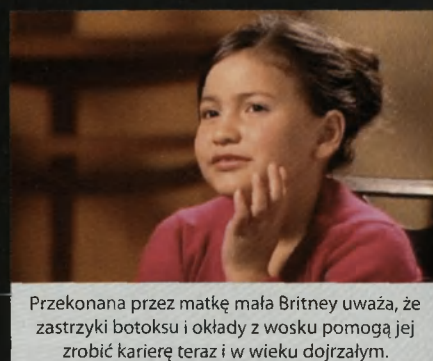 Przekonana przez matkę mała Britney uważa, że
zastrzyki botoksu i okłady z wosku pomogą jej
zrobić karierę teraz i w wieku dojrzałym.